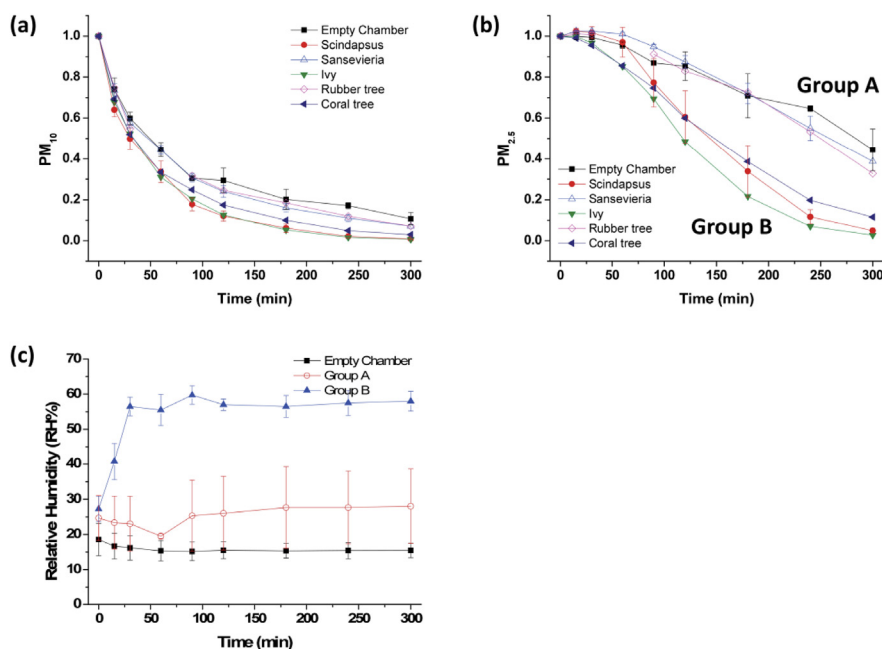 (a)
PM10
1.0
0.8
0.6
0.4
0.2
0.0
Empty Chamber
Scindapsus
Sansevieria
Ivy
Rubber tree
Coral tree
0 50 100 150 200 250 300
Time (min)
(b)
PM2.5
1.0
0.8
0.6
0.4
0.2
0.0
Group A
Empty Chamber
Scindapsus
Sansevieria
Ivy
Rubber tree
Coral tree
Group B
0 50 100 150 200 250 300
Time (min)
(c)
Relative Humidity (RH%)
70
60
50
40
30
20
10
0
Empty Chamber
Group A
Group B
0 50 100 150 200 250 300
Time (min)